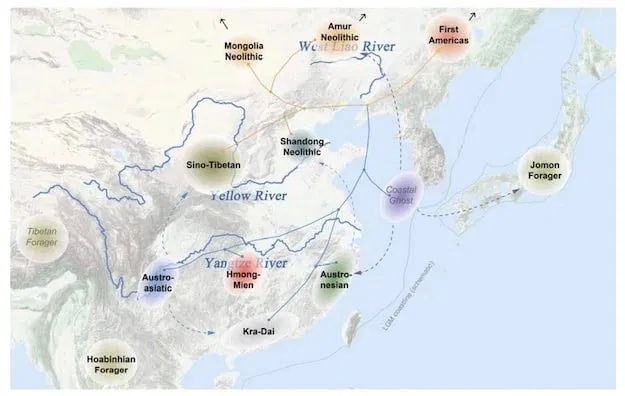 Amur
Neolithic
First
Americas
Mongolia
Neolithic
West Liao River
Shandong
Neolithic
Sino-Tibetan
Jomon
Forager
Yellow River
Coastal
Ghost
Tibetan
Forager
Yangtze River
Austro-
asiatic
Hmong-
Mien
Austro-
nesian
Kra-Dai
LGM coastline (schematic)
Hoabinhian
Forager